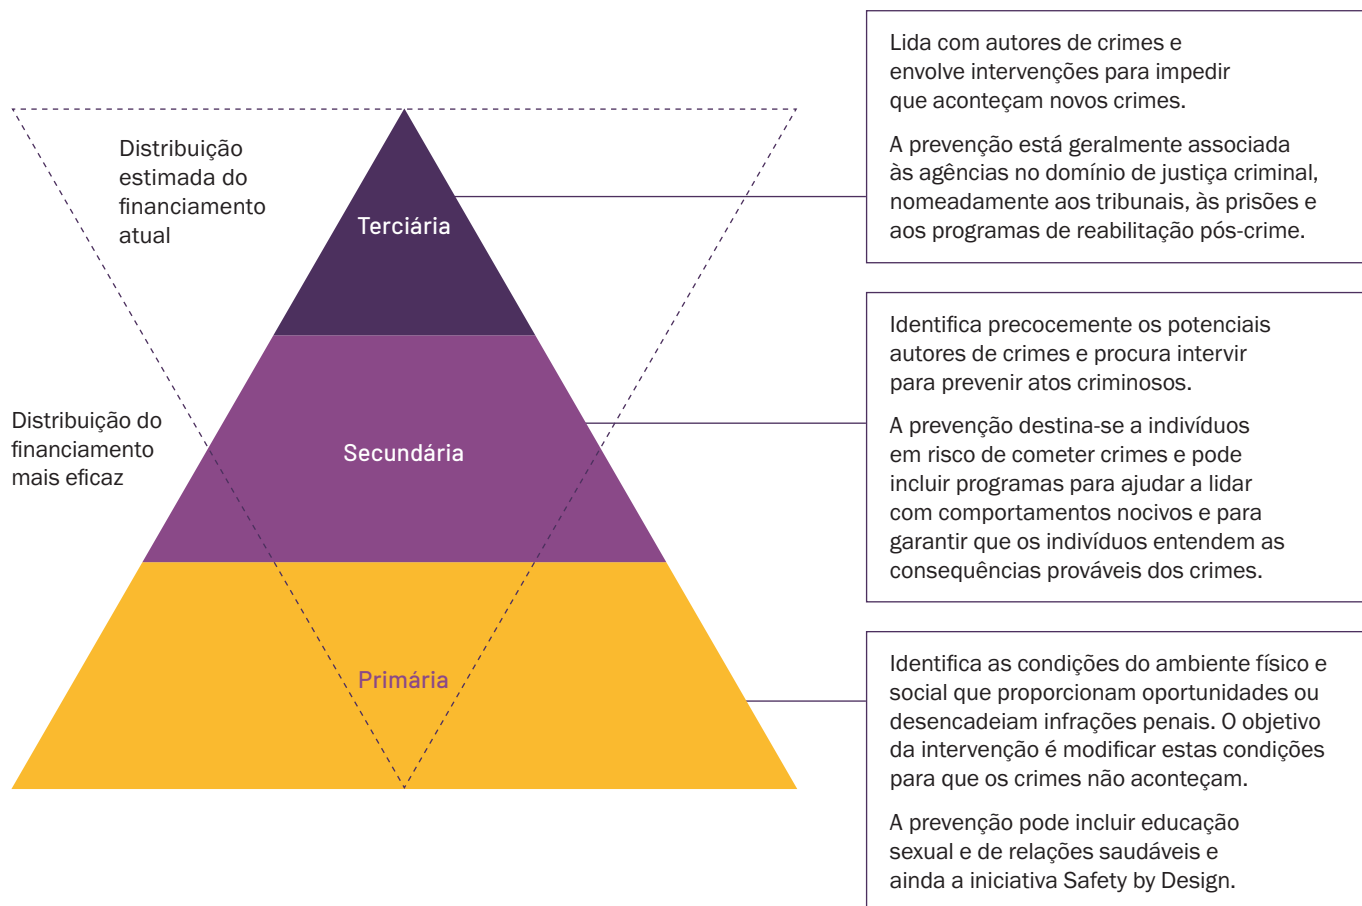 Distribuição
estimada do
financiamento
atual
Distribuição do
financiamento
mais eficaz
Terciária
Secundária
Primária
Lida com autores de crimes e
envolve intervenções para impedir
que aconteçam novos crimes.
A prevenção está geralmente associada
às agências no domínio de justiça criminal,
nomeadamente aos tribunais, às prisões e
aos programas de reabilitação pós-crime.
Identifica precocemente os potenciais
autores de crimes e procura intervir
para prevenir atos criminosos.
A prevenção destina-se a indivíduos
em risco de cometer crimes e pode
incluir programas para ajudar a lidar
com comportamentos nocivos e para
garantir que os indivíduos entendem as
consequências prováveis dos crimes.
Identifica as condições do ambiente físico e
social que proporcionam oportunidades ou
desencadeiam infrações penais. O objetivo
da intervenção é modificar estas condições
para que os crimes não aconteçam.
A prevenção pode incluir educação
sexual e de relações saudáveis e
ainda a iniciativa Safety by Design.